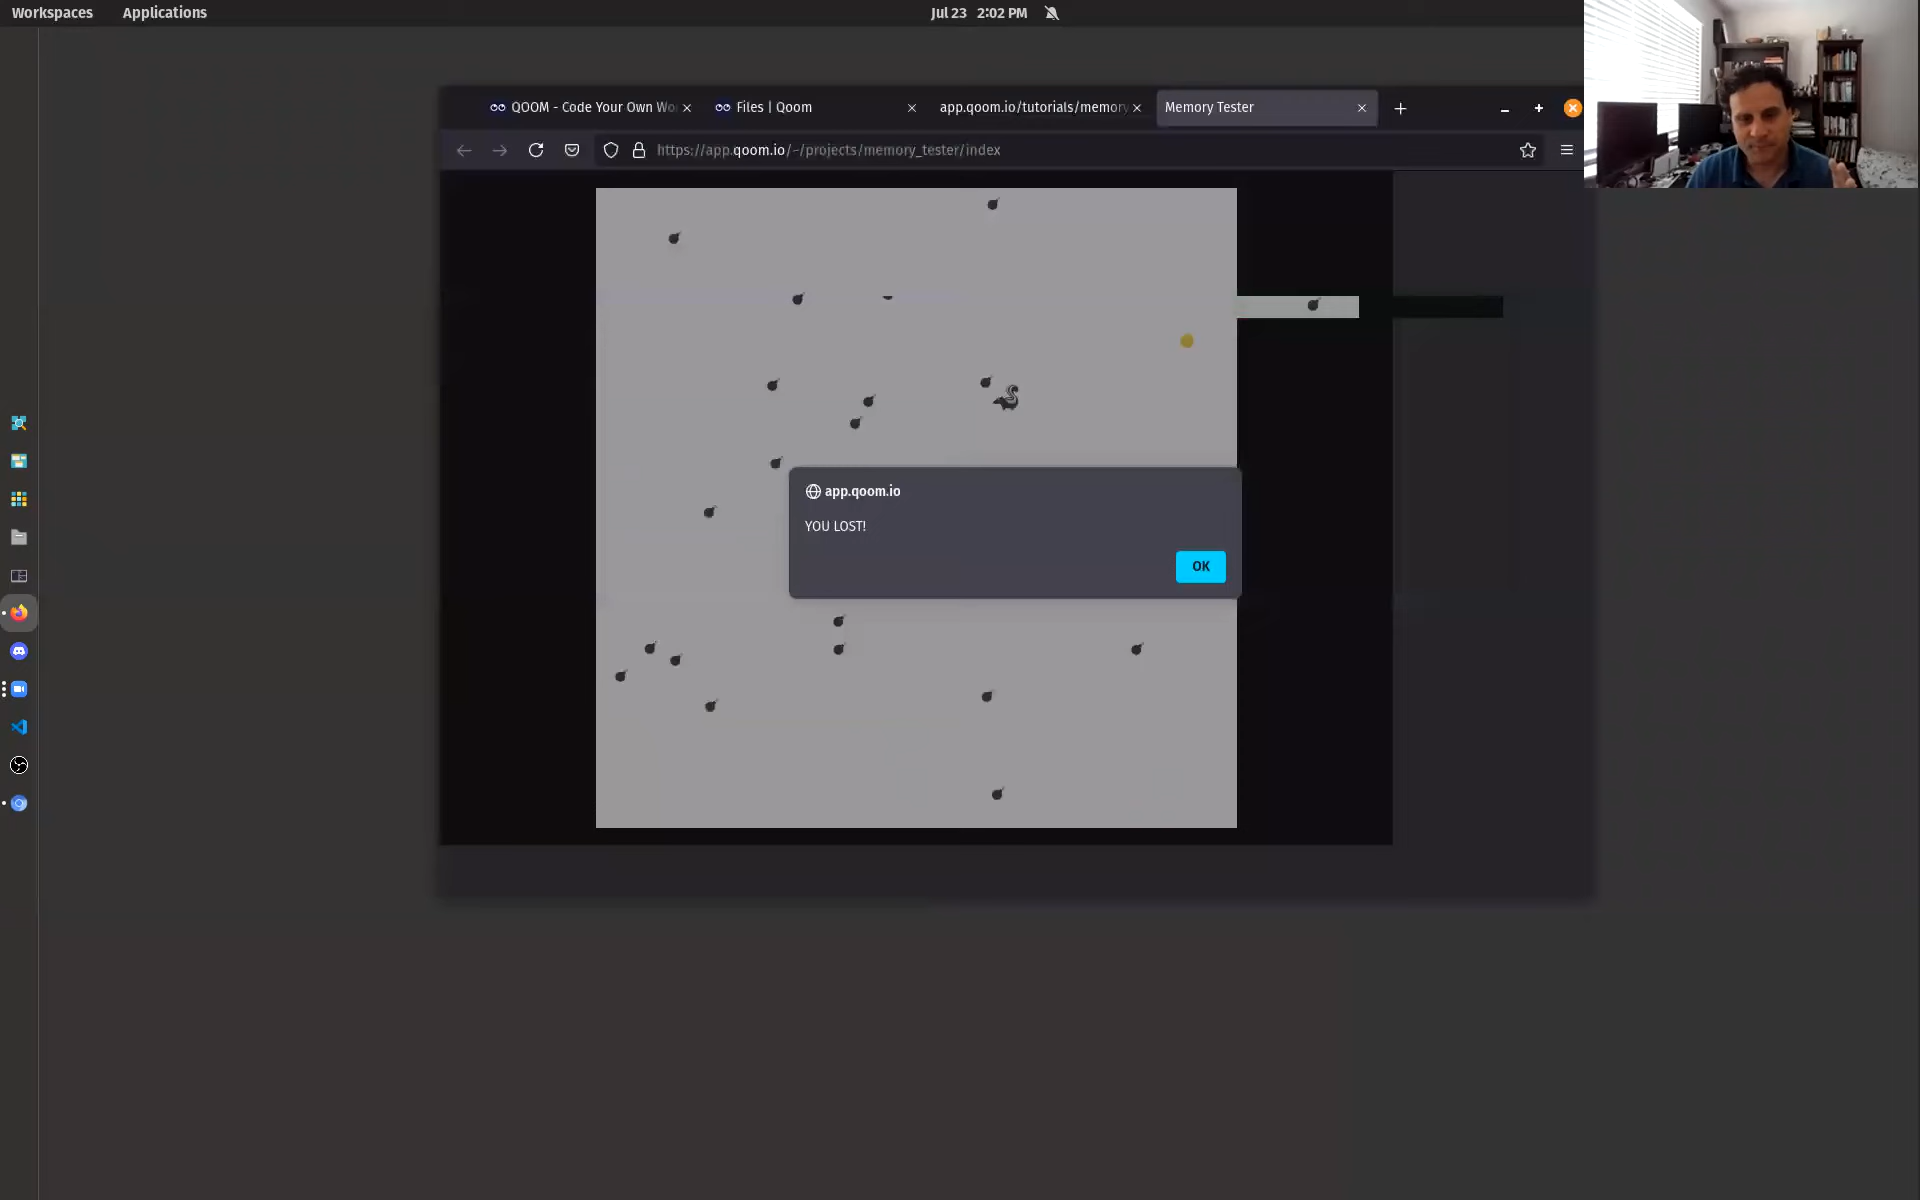 Workspaces Applications Jul 23 2:02 PM
QOOM - Code Your Own Wo Files | Qoom app.qoom.io/tutorials/memory Memory Tester
https://app.qoom.io/~/projects/memory_tester/index
app.qoom.io
YOU LOST!
OK